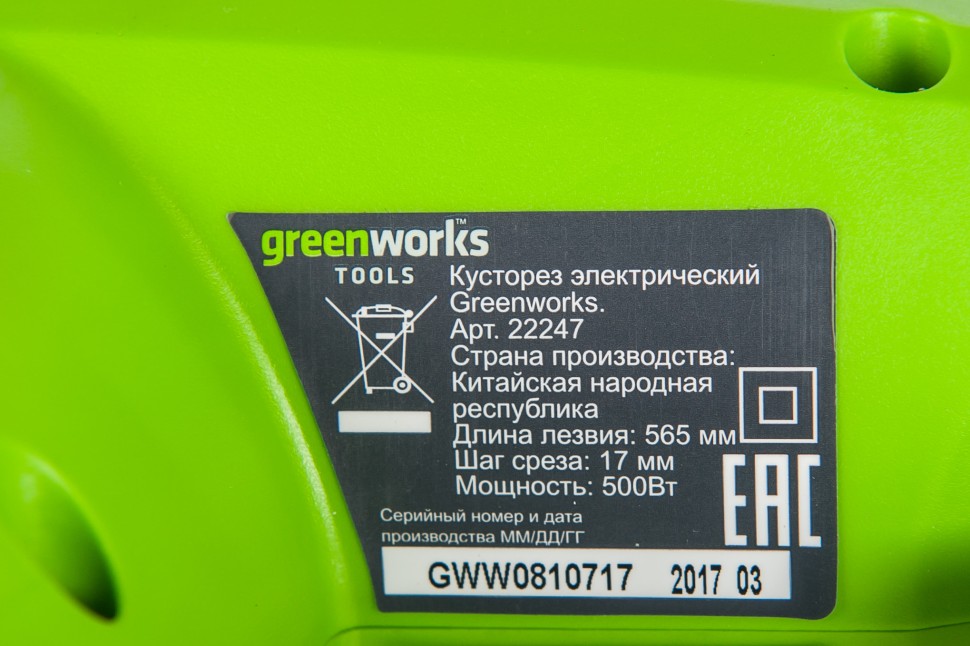 greenworks™
TOOLS
Кусторез электрический
Greenworks.
Арт. 22247
Страна производства:
Китайская народная
республика
Длина лезвия: 565 мм
Шаг среза: 17 мм
Мощность: 500Вт
EAC
Серийный номер и дата
производства ММ/ДД/ГГ
GWW0810717 2017 03